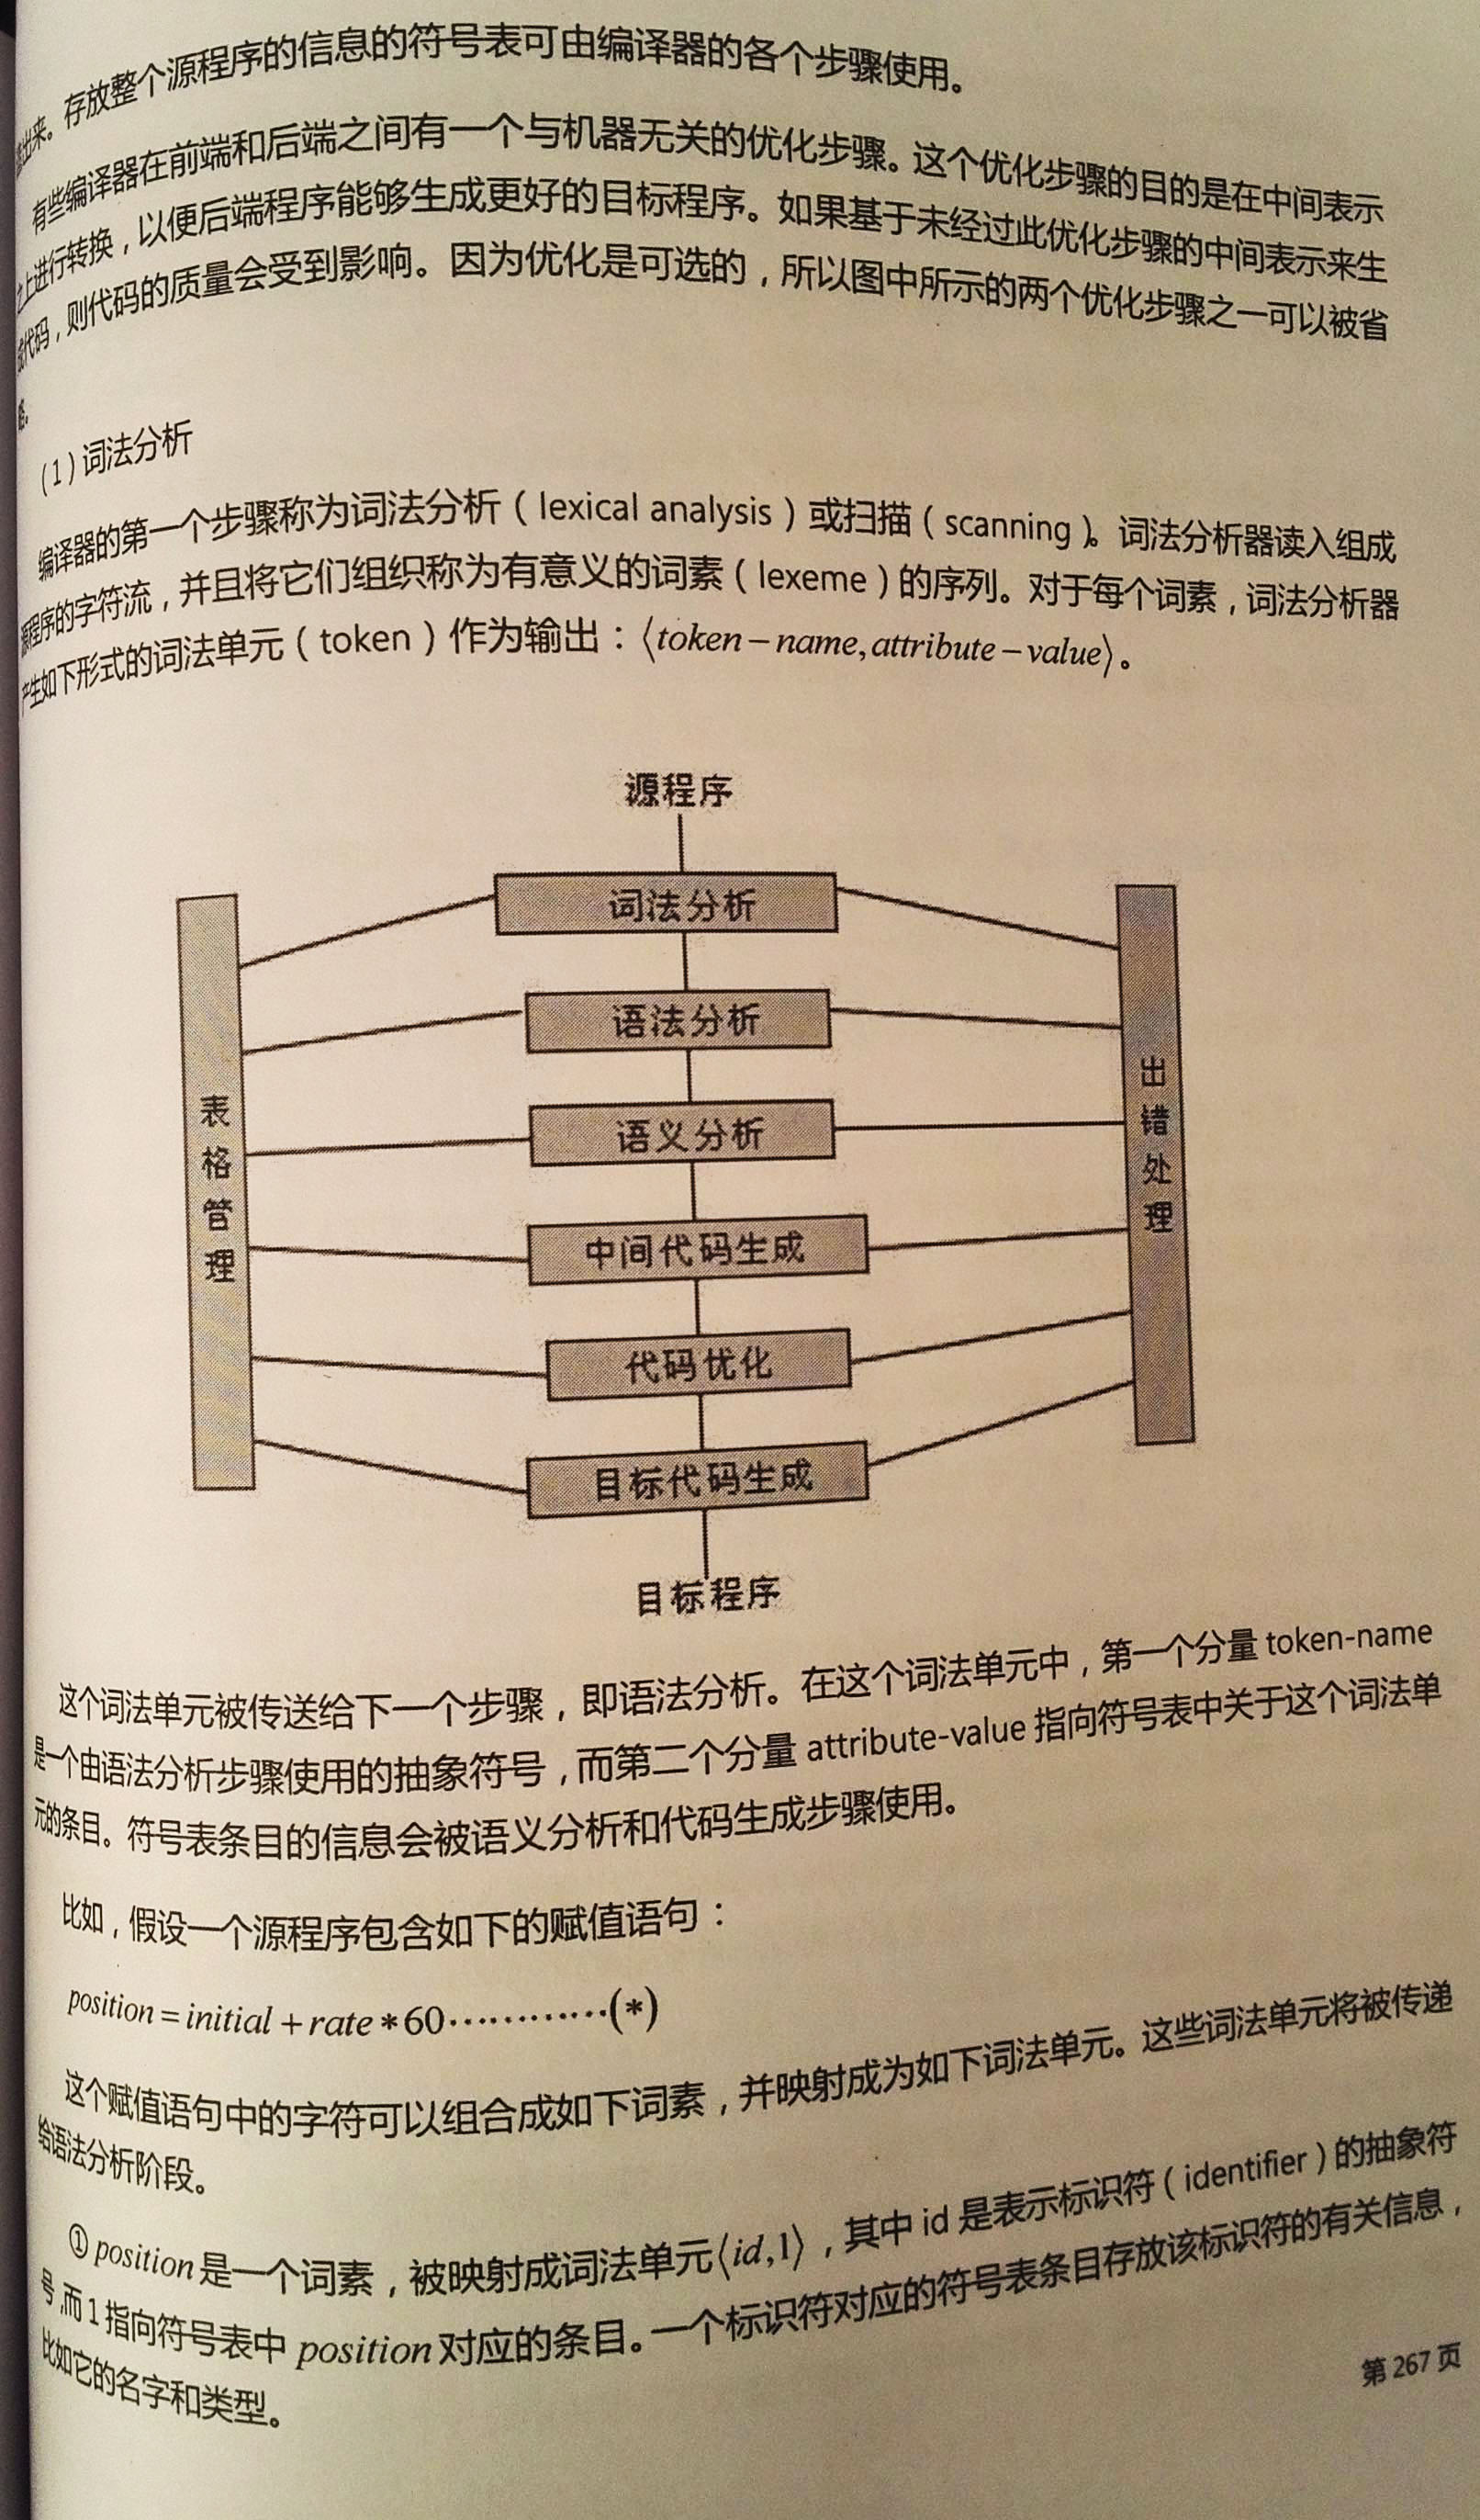 出来。存放整个源程序的信息的符号表可由编译器的各个步骤使用。
有些编译器在前端和后端之间有一个与机器无关的优化步骤。这个优化步骤的目的是在中间表示
之上进行转换，以便后端程序能够生成更好的目标程序。如果基于未经过此优化步骤的中间表示来生
成代码，则代码的质量会受到影响。因为优化是可选的，所以图中所示的两个优化步骤之一可以被省
略。
（1）词法分析
编译器的第一个步骤称为词法分析（lexical analysis）或扫描（scanning）。词法分析器读入组成
源程序的字符流，并且将它们组织称为有意义的词素（lexeme）的序列。对于每个词素，词法分析器
产生如下形式的词法单元（token）作为输出：⟨token－name,attribute－value⟩。
源程序
词法分析
语法分析
语义分析
中间代码生成
代码优化
目标代码生成
目标程序
表格管理
出错处理
这个词法单元被传送给下一个步骤，即语法分析。在这个词法单元中，第一个分量 token-name
是一个由语法分析步骤使用的抽象符号，而第二个分量 attribute-value 指向符号表中关于这个词法单
元的条目。符号表条目的信息会被语义分析和代码生成步骤使用。
比如，假设一个源程序包含如下的赋值语句：
position＝initial＋rate＊60…………(*)
这个赋值语句中的字符可以组合成如下词素，并映射成为如下词法单元。这些词法单元将被传递
给语法分析阶段。
①position是一个词素，被映射成词法单元⟨id,1⟩，其中 id 是表示标识符（identifier）的抽象符
号,而1指向符号表中 position对应的条目。一个标识符对应的符号表条目存放该标识符的有关信息，
比如它的名字和类型。
第 267 页